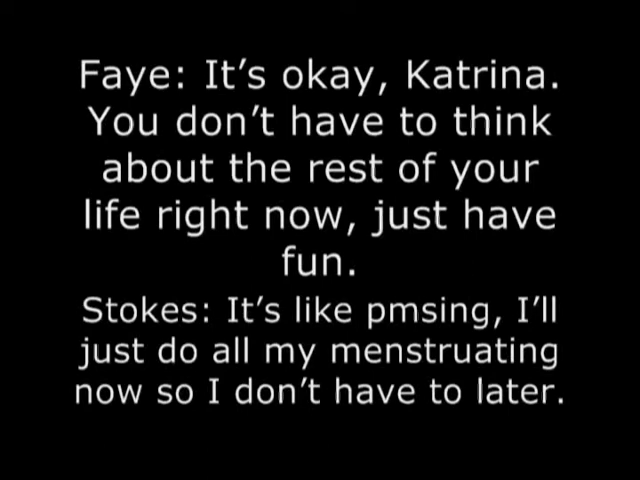 Faye: It’s okay, Katrina.
You don’t have to think
about the rest of your
life right now, just have
fun.
Stokes: It’s like pmsing, I’ll
just do all my menstruating
now so I don’t have to later.